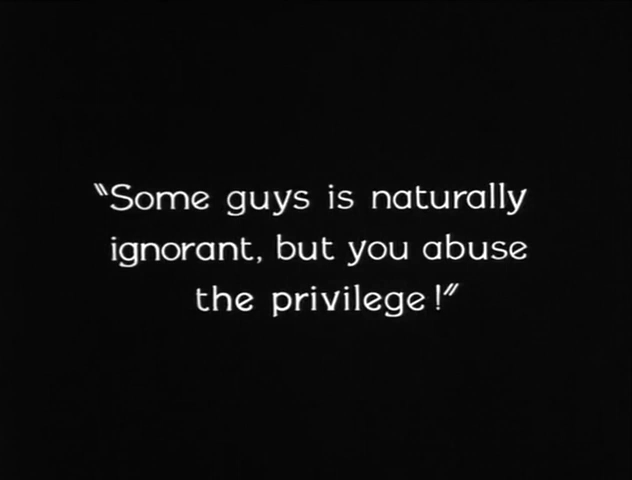 "Some guys is naturally
ignorant, but you abuse
the privilege!"